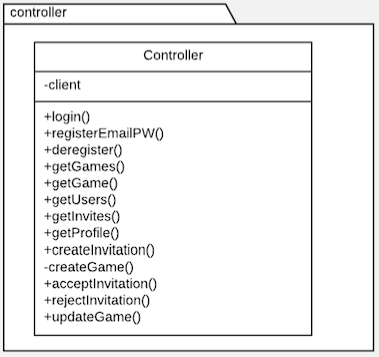 controller
Controller
-client
+login()
+registerEmailPW()
+deregister()
+getGames()
+getGame()
+getUsers()
+getInvites()
+getProfile()
+createInvitation()
-createGame()
+acceptInvitation()
+rejectInvitation()
+updateGame()